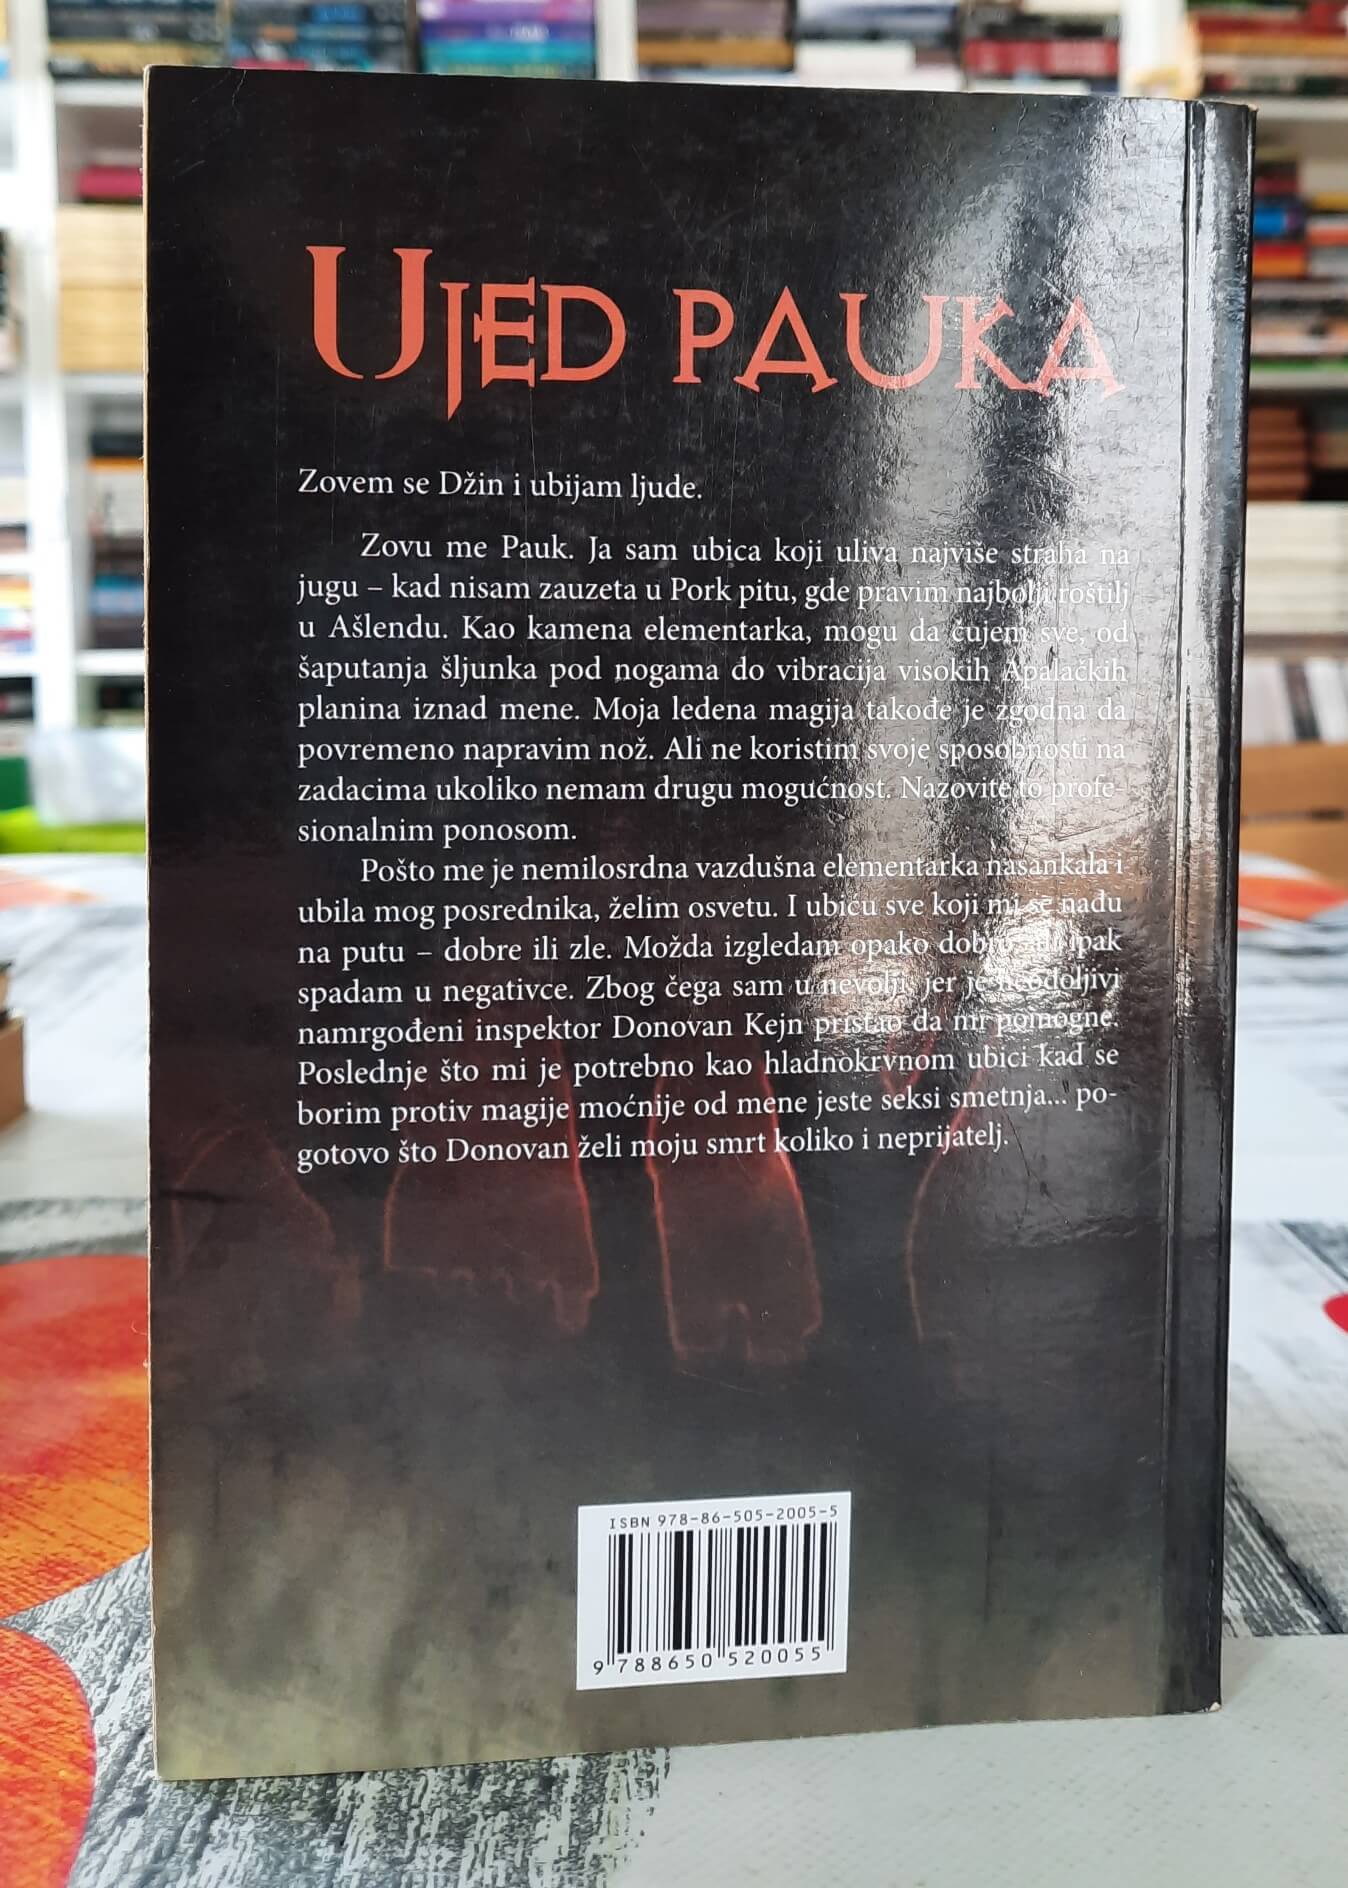 Ujed pauka
Zovem se Džin i ubijam ljude.
Zovu me Pauk. Ja sam ubica koji uliva najviše straha na
jugu – kad nisam zauzeta u Pork pitu, gde pravim najbolji roštilj
u Ašlendu. Kao kamena elementarka, mogu da čujem sve, od
šaputanja šljunka pod nogama do vibracija visokih Apalačkih
planina iznad mene. Moja ledena magija takođe je zgodna da
povremeno napravim nož. Ali ne koristim svoje sposobnosti na
zadacima ukoliko nemam drugu mogućnost. Nazovite to profe-
sionalnim ponosom.
Pošto me je nemilosrdna vazdušna elementarka nasankala i
ubila mog posrednika, želim osvetu. I ubiću sve koji mi se nađu
na putu – dobre ili zle. Možda izgledam opako dobro, ali ipak
spadam u negativce. Zbog čega sam u nevolji, jer je neodoljivi
namrgođeni inspektor Donovan Kejn pristao da mi pomogne.
Poslednje što mi je potrebno kao hladnokrvnom ubici kad se
borim protiv magije moćnije od mene jeste seksi smetnja... po-
gotovo što Donovan želi moju smrt koliko i neprijatelj.
ISBN 978-86-505-2005-5
9 788650 520055